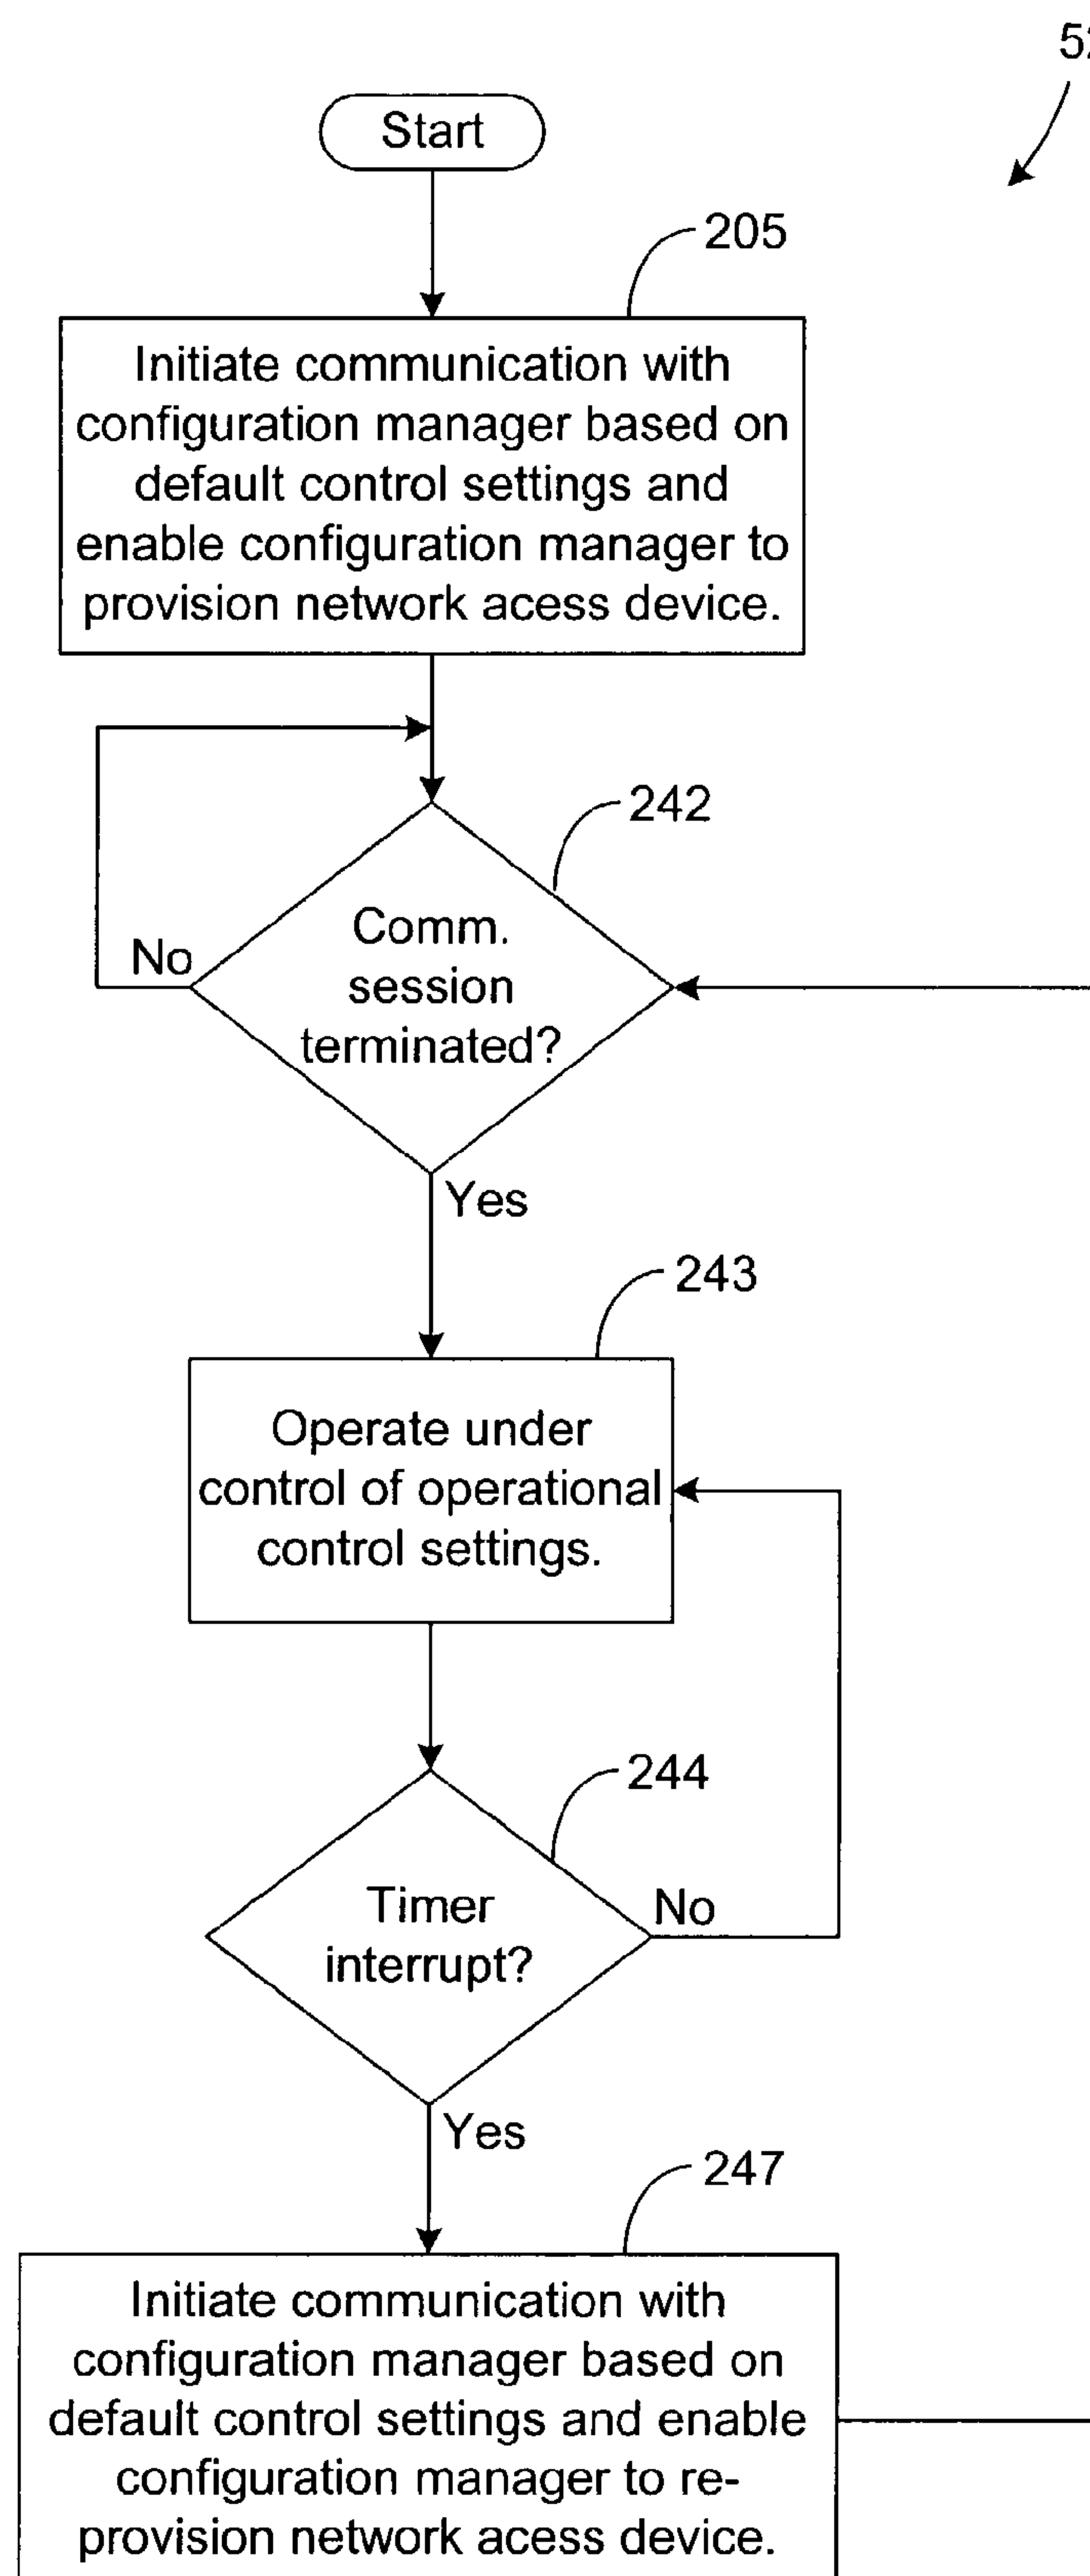 52
Start
205
Initiate communication with
configuration manager based on
default control settings and
enable configuration manager to
provision network acess device.
242
Comm.
session
terminated?
No
Yes
243
Operate under
control of operational
control settings.
244
Timer
interrupt?
No
Yes
247
Initiate communication with
configuration manager based on
default control settings and enable
configuration manager to re-
provision network acess device.